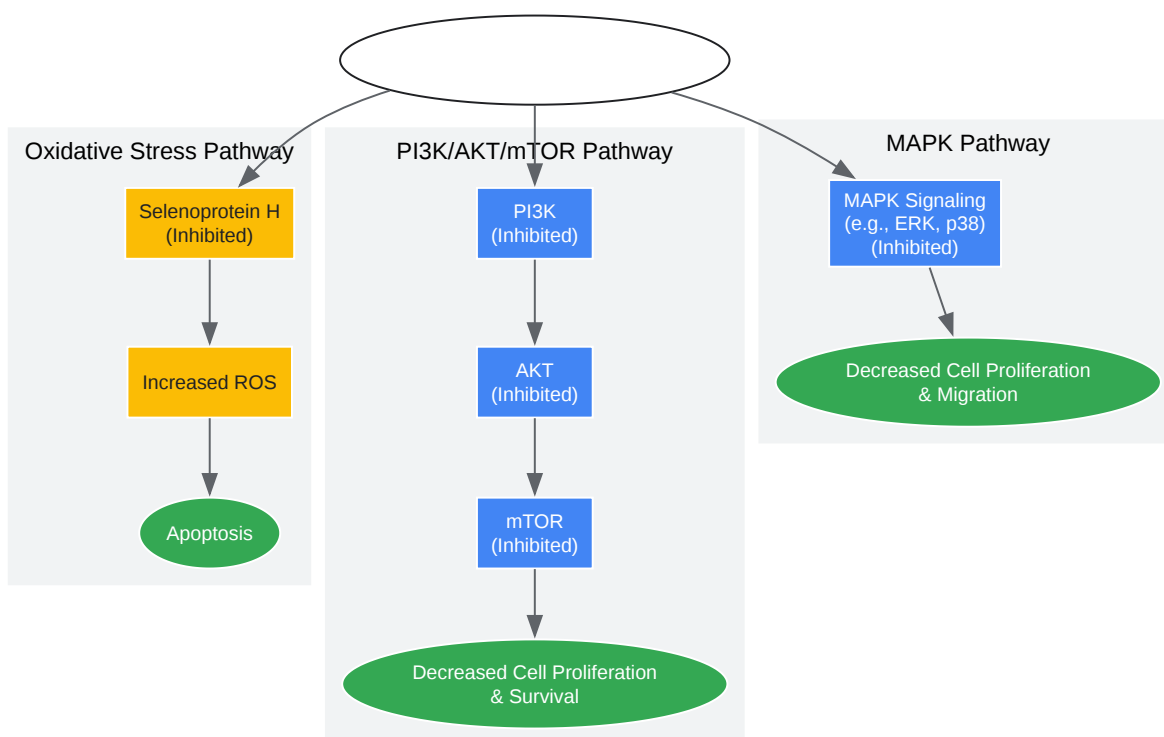 Oxidative Stress Pathway
Selenoprotein H
(Inhibited)
Increased ROS
Apoptosis
PI3K/AKT/mTOR Pathway
PI3K
(Inhibited)
AKT
(Inhibited)
mTOR
(Inhibited)
Decreased Cell Proliferation
& Survival
MAPK Pathway
MAPK Signaling
(e.g., ERK, p38)
(Inhibited)
Decreased Cell Proliferation
& Migration